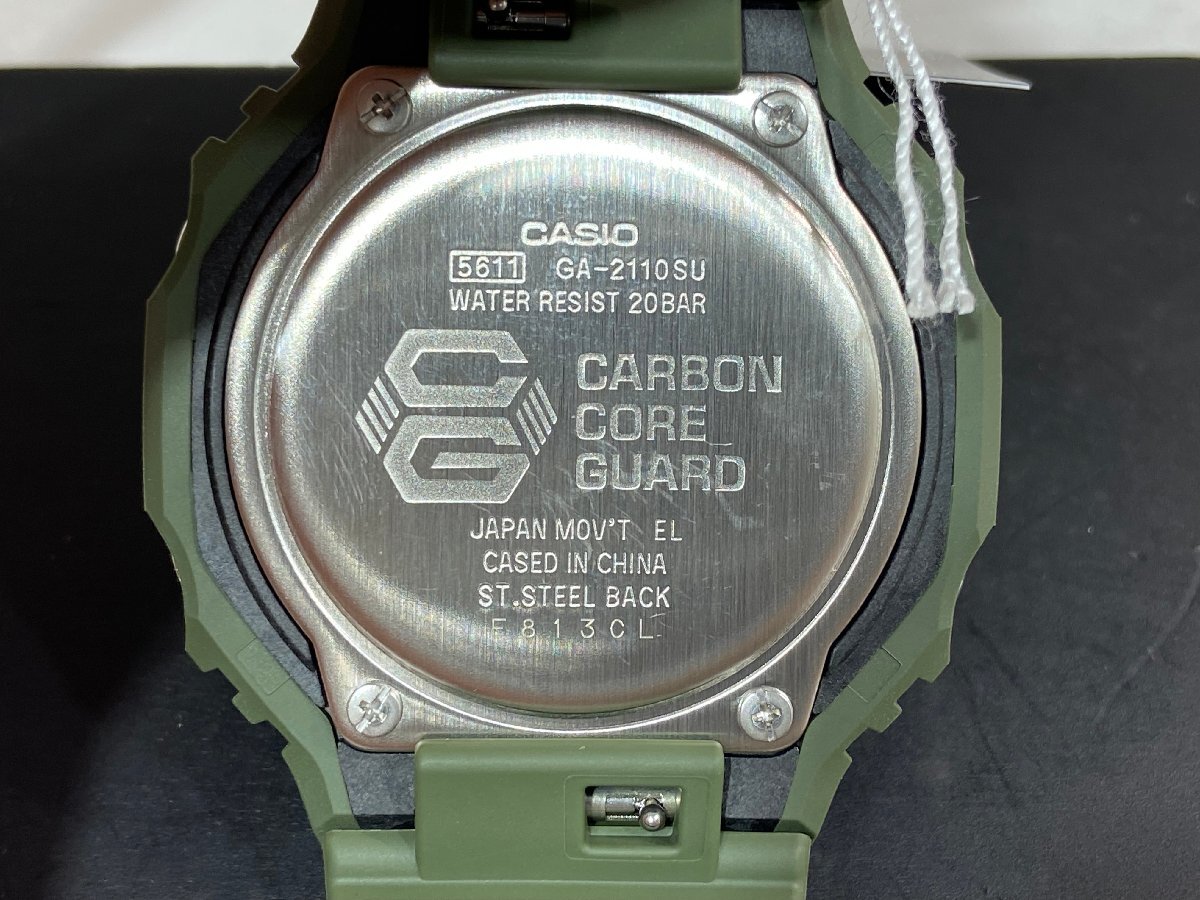 CASIO
5611 GA-2110SU
WATER RESIST 20BAR
CARBON
CORE
GUARD
JAPAN MOV'T EL
CASED IN CHINA
ST.STEEL BACK